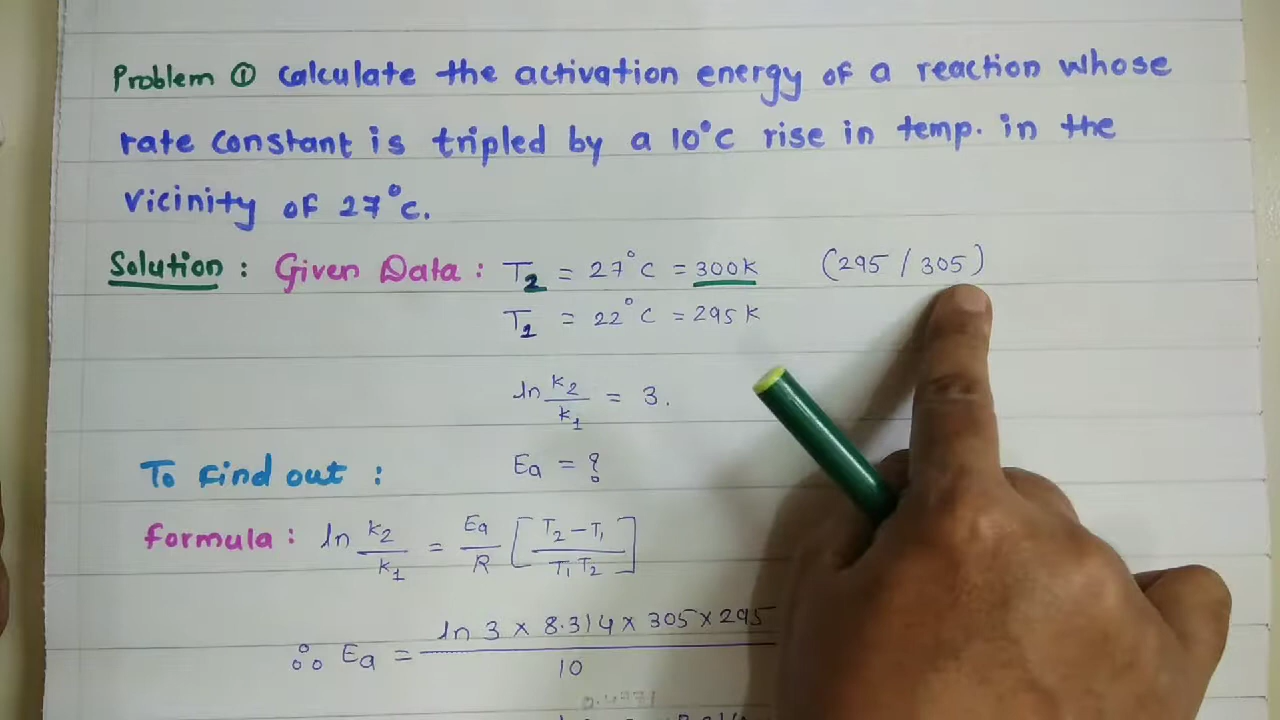 Problem ① Calculate the activation energy of a reaction whose
rate constant is tripled by a 10°C rise in temp. in the
vicinity of 27°C.
Solution : Given Data : T₂ = 27°C = 300K (295 / 305)
T₁ = 22°C = 295 K
ln k₂/k₁ = 3.
To Find out : Ea = ?
formula : ln k₂/k₁ = Ea/R [T₂ - T₁ / T₁ T₂]
∴ Ea = ln 3 × 8.314 × 305 × 295 / 10